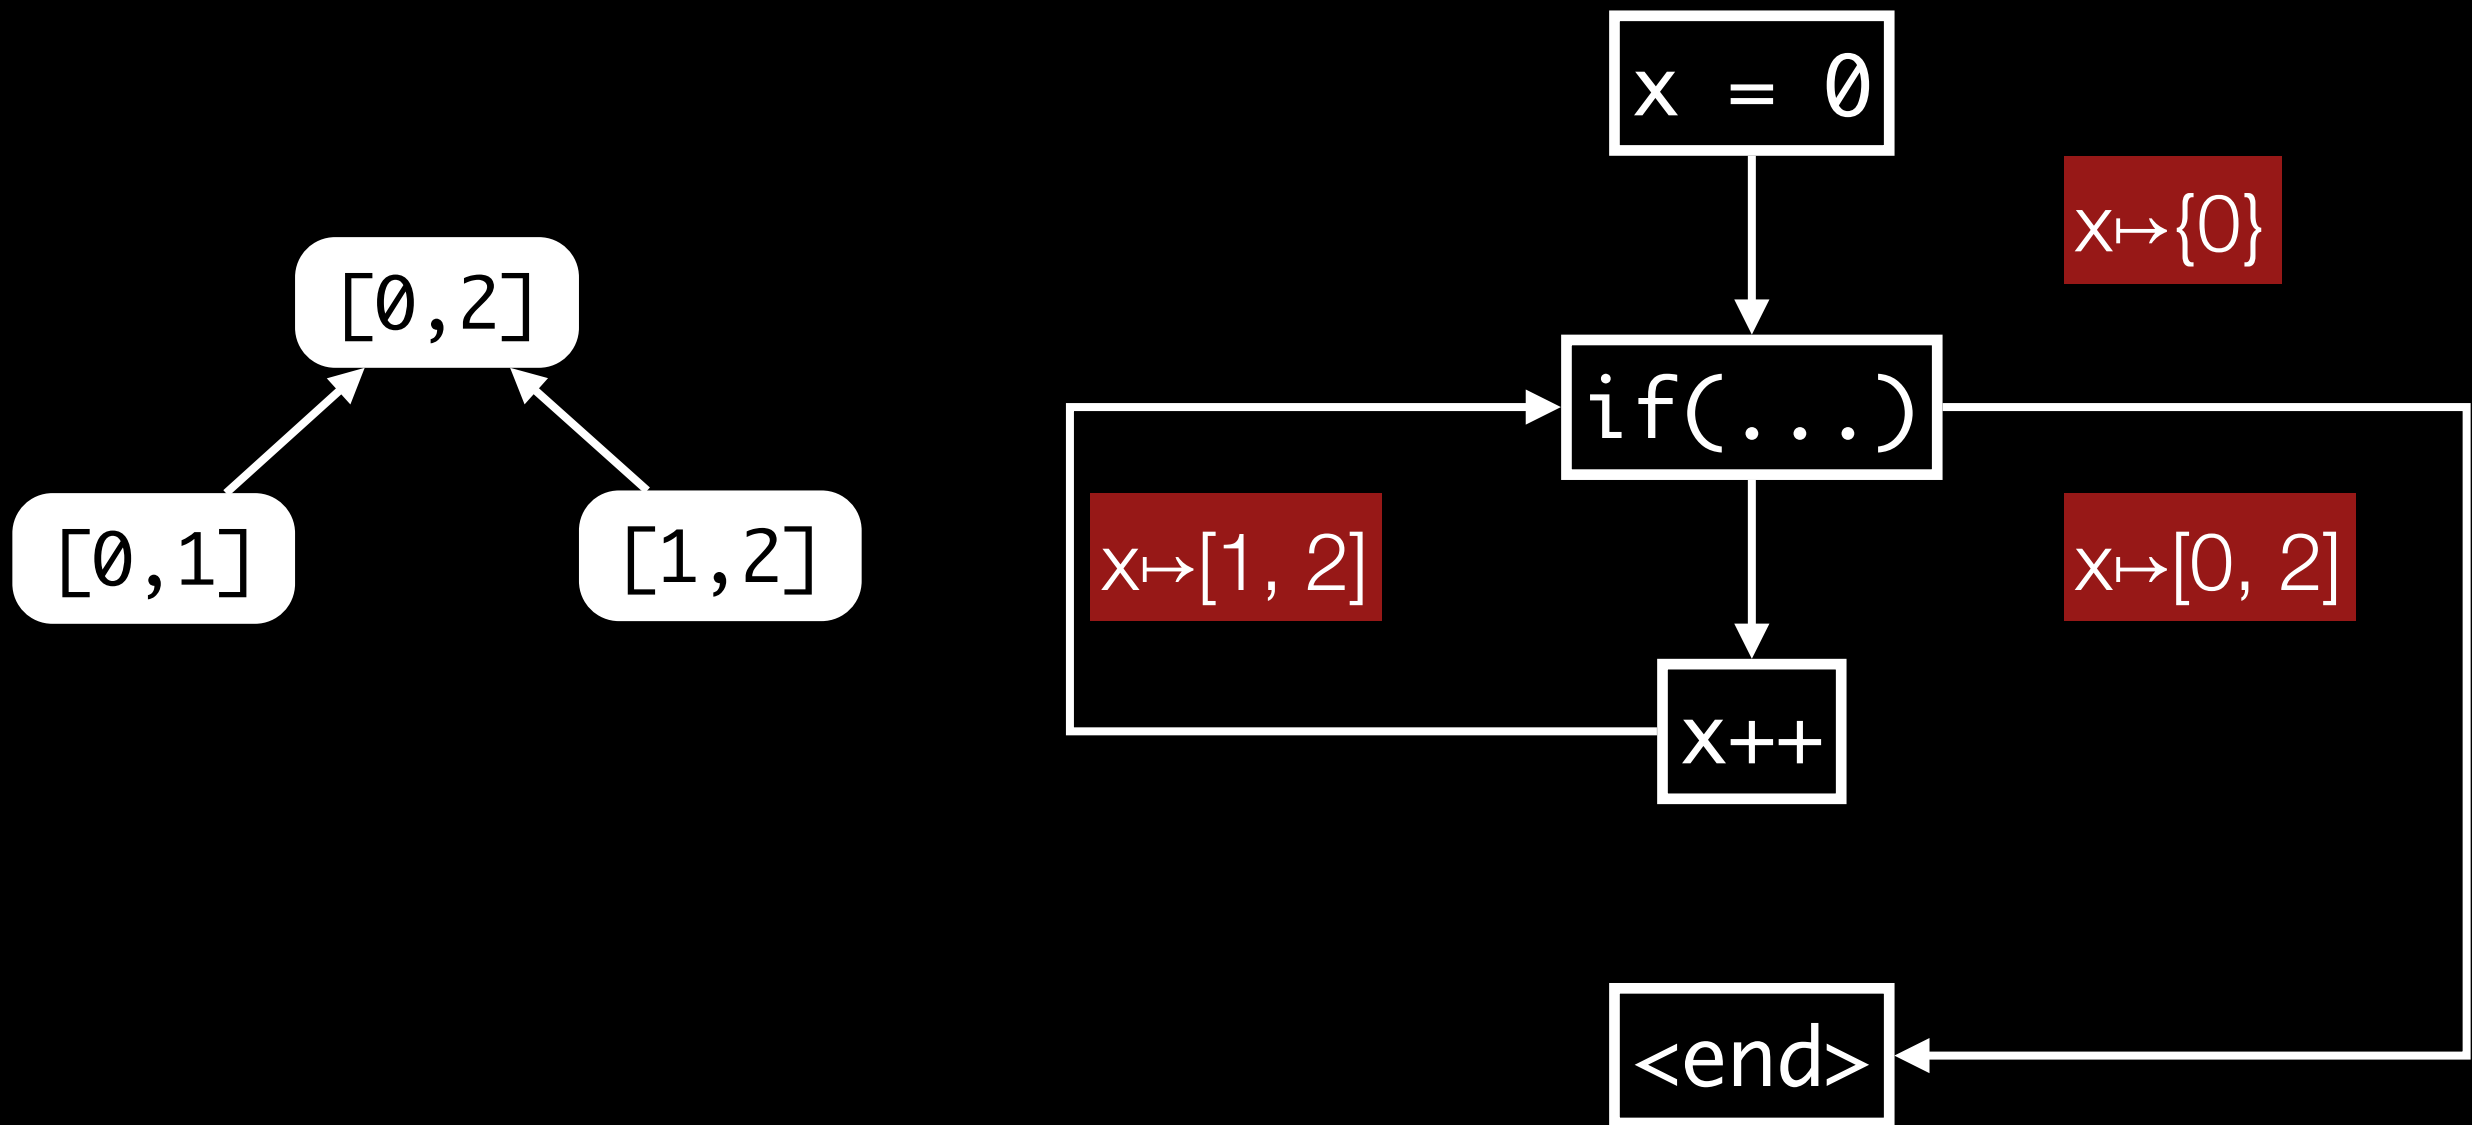 [0,2]
[0,1]
[1,2]
x = 0
x↦{0}
if(...)
x↦[1, 2]
x↦[0, 2]
x++
<end>